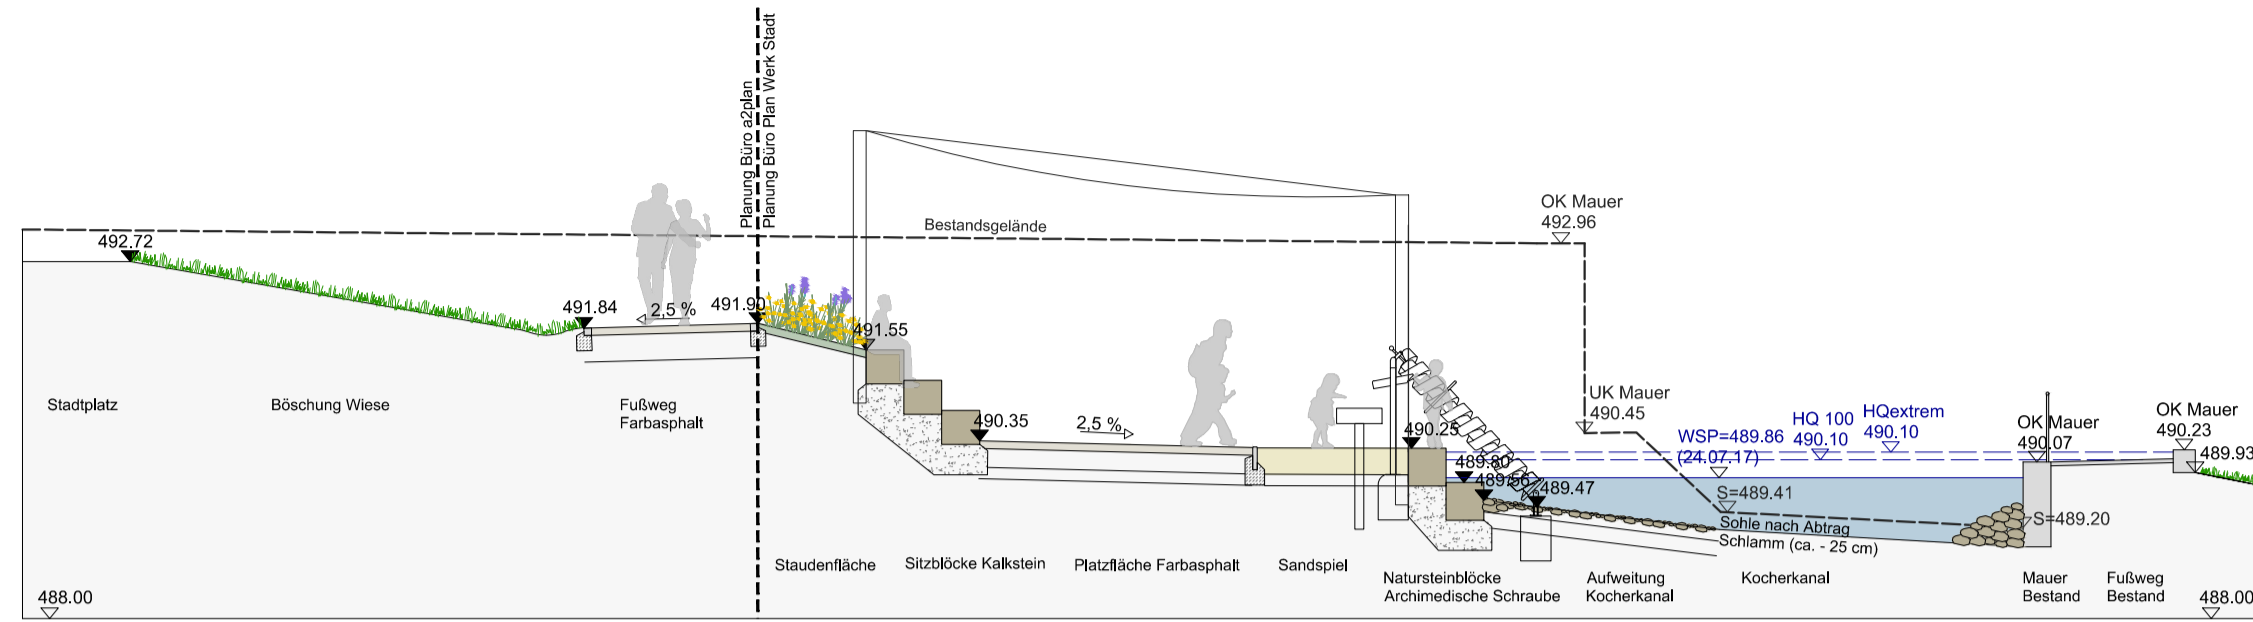 Planung Büro a2plan
Planung Büro Plan Werk Stadt
OK Mauer
492.96
Bestandsgelände
492.72
491.84
2,5 %
491.90
491.55
UK Mauer
490.45
Stadtplatz
Böschung Wiese
Fußweg
Farbasphalt
490.35
2,5 %
490.25
WSP=489.86
(24.07.17)
HQ 100
490.10
HQextrem
490.10
OK Mauer
490.07
OK Mauer
490.23
489.93
489.80
489.56
489.47
S=489.41
S=489.20
Sohle nach Abtrag
Schlamm (ca. - 25 cm)
Staudenfläche
Sitzblöcke Kalkstein
Platzfläche Farbasphalt
Sandspiel
Natursteinblöcke
Archimedische Schraube
Aufweitung
Kocherkanal
Kocherkanal
Mauer
Bestand
Fußweg
Bestand
488.00
488.00